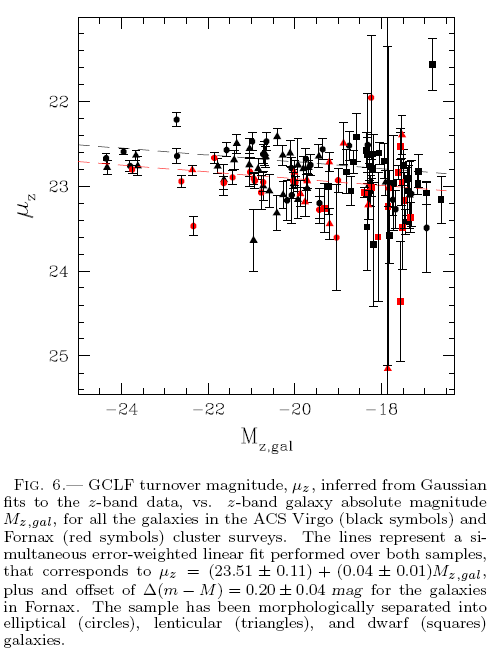 22
23
24
25
μz
−24 −22 −20 −18
Mz,gal
FIG. 6.— GCLF turnover magnitude, μz, inferred from Gaussian
fits to the z-band data, vs. z-band galaxy absolute magnitude
Mz,gal, for all the galaxies in the ACS Virgo (black symbols) and
Fornax (red symbols) cluster surveys. The lines represent a si-
multaneous error-weighted linear fit performed over both samples,
that corresponds to μz = (23.51 ± 0.11) + (0.04 ± 0.01)Mz,gal,
plus and offset of Δ(m − M) = 0.20 ± 0.04 mag for the galaxies
in Fornax. The sample has been morphologically separated into
elliptical (circles), lenticular (triangles), and dwarf (squares)
galaxies.